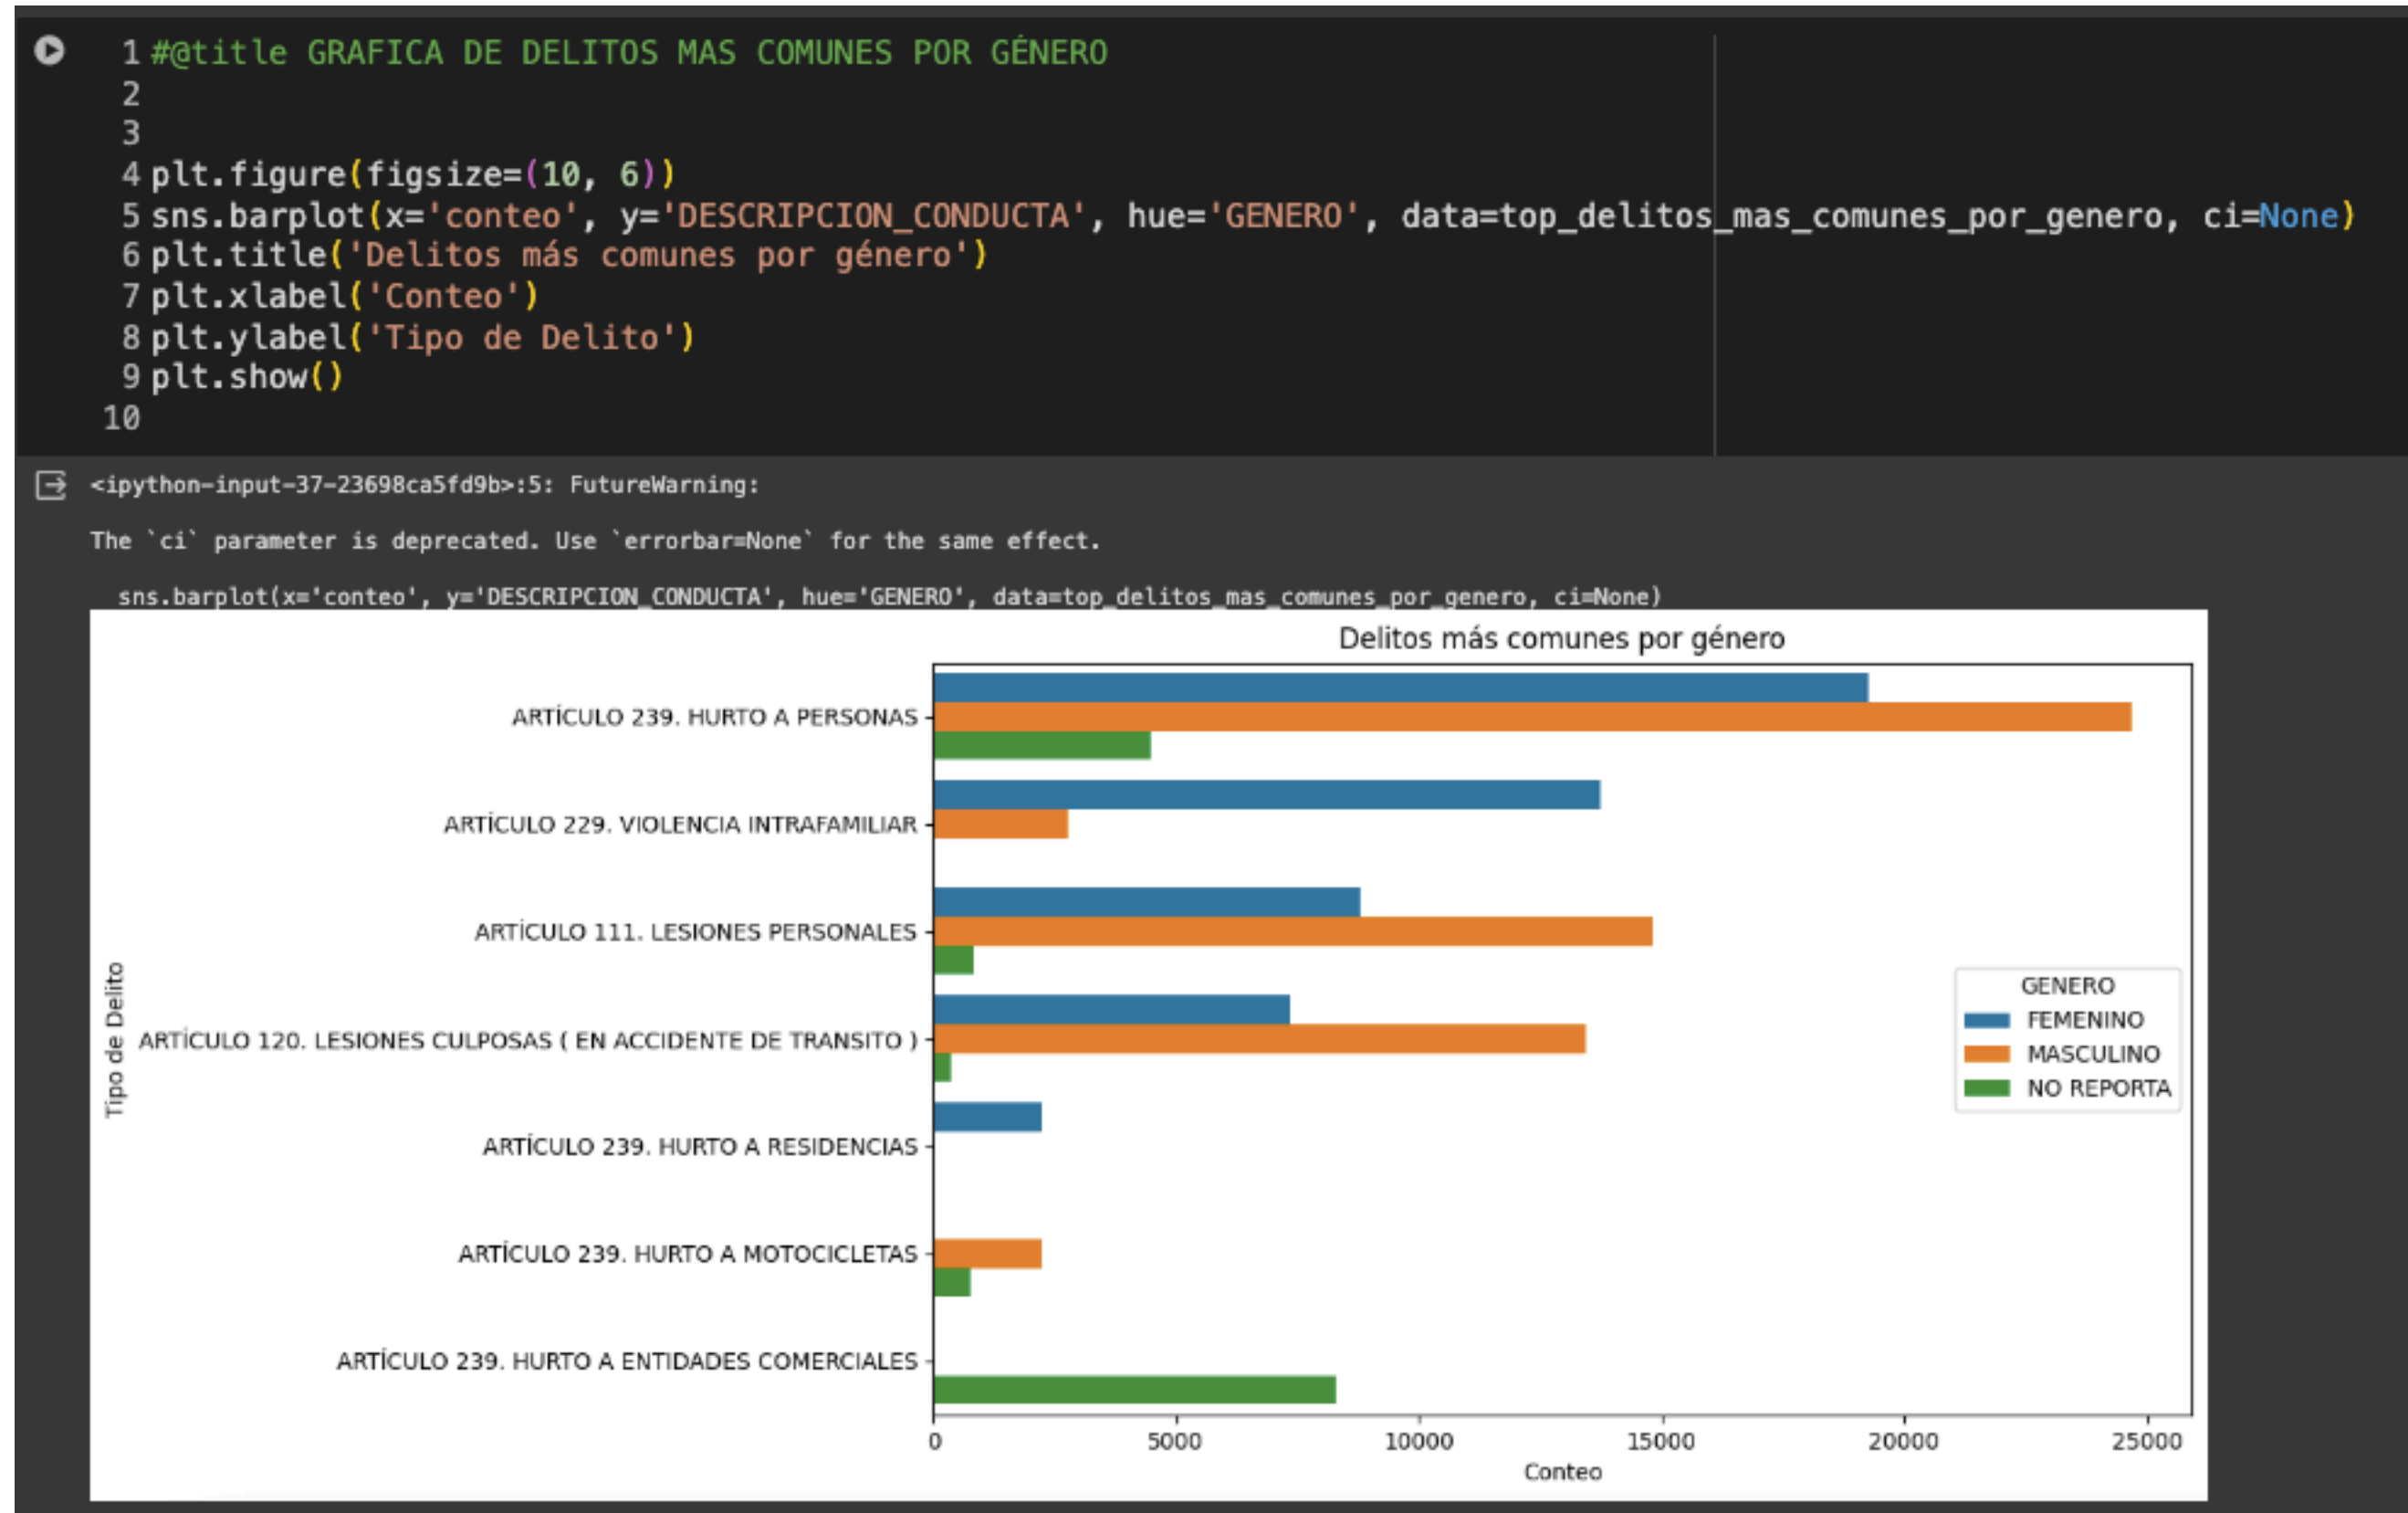 1 #@title GRAFICA DE DELITOS MAS COMUNES POR GÉNERO
2
3
4 plt.figure(figsize=(10, 6))
5 sns.barplot(x='conteo', y='DESCRIPCION_CONDUCTA', hue='GENERO', data=top_delitos_mas_comunes_por_genero, ci=None)
6 plt.title('Delitos más comunes por género')
7 plt.xlabel('Conteo')
8 plt.ylabel('Tipo de Delito')
9 plt.show()
10
<ipython-input-37-23698ca5fd9b>:5: FutureWarning:
The `ci` parameter is deprecated. Use `errorbar=None` for the same effect.
sns.barplot(x='conteo', y='DESCRIPCION_CONDUCTA', hue='GENERO', data=top_delitos_mas_comunes_por_genero, ci=None)
Delitos más comunes por género
Tipo de Delito
ARTÍCULO 239. HURTO A PERSONAS
ARTÍCULO 229. VIOLENCIA INTRAFAMILIAR
ARTÍCULO 111. LESIONES PERSONALES
ARTÍCULO 120. LESIONES CULPOSAS ( EN ACCIDENTE DE TRANSITO )
ARTÍCULO 239. HURTO A RESIDENCIAS
ARTÍCULO 239. HURTO A MOTOCICLETAS
ARTÍCULO 239. HURTO A ENTIDADES COMERCIALES
GENERO
FEMENINO
MASCULINO
NO REPORTA
0 5000 10000 15000 20000 25000
Conteo